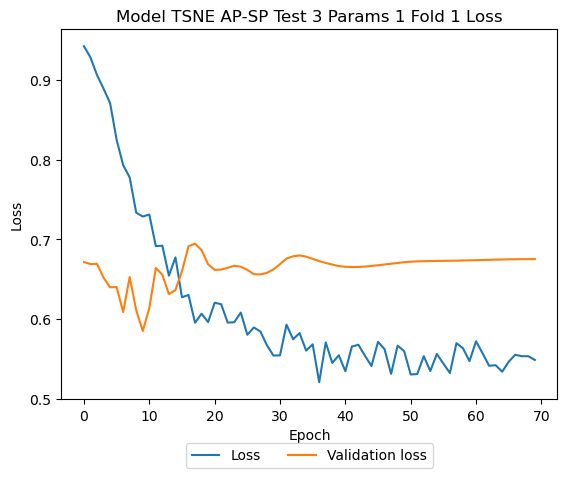 Model TSNE AP-SP Test 3 Params 1 Fold 1 Loss
0.9
0.8
0.7
0.6
0.5
Loss
0 10 20 30 40 50 60 70
Epoch
Loss Validation loss